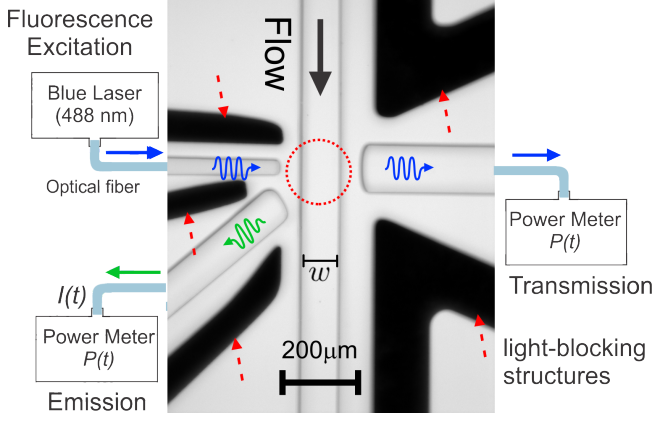 Fluorescence
Excitation
Blue Laser
(488 nm)
Optical fiber
I(t)
Power Meter
P(t)
Emission
Flow
w
200μm
Power Meter
P(t)
Transmission
light-blocking
structures